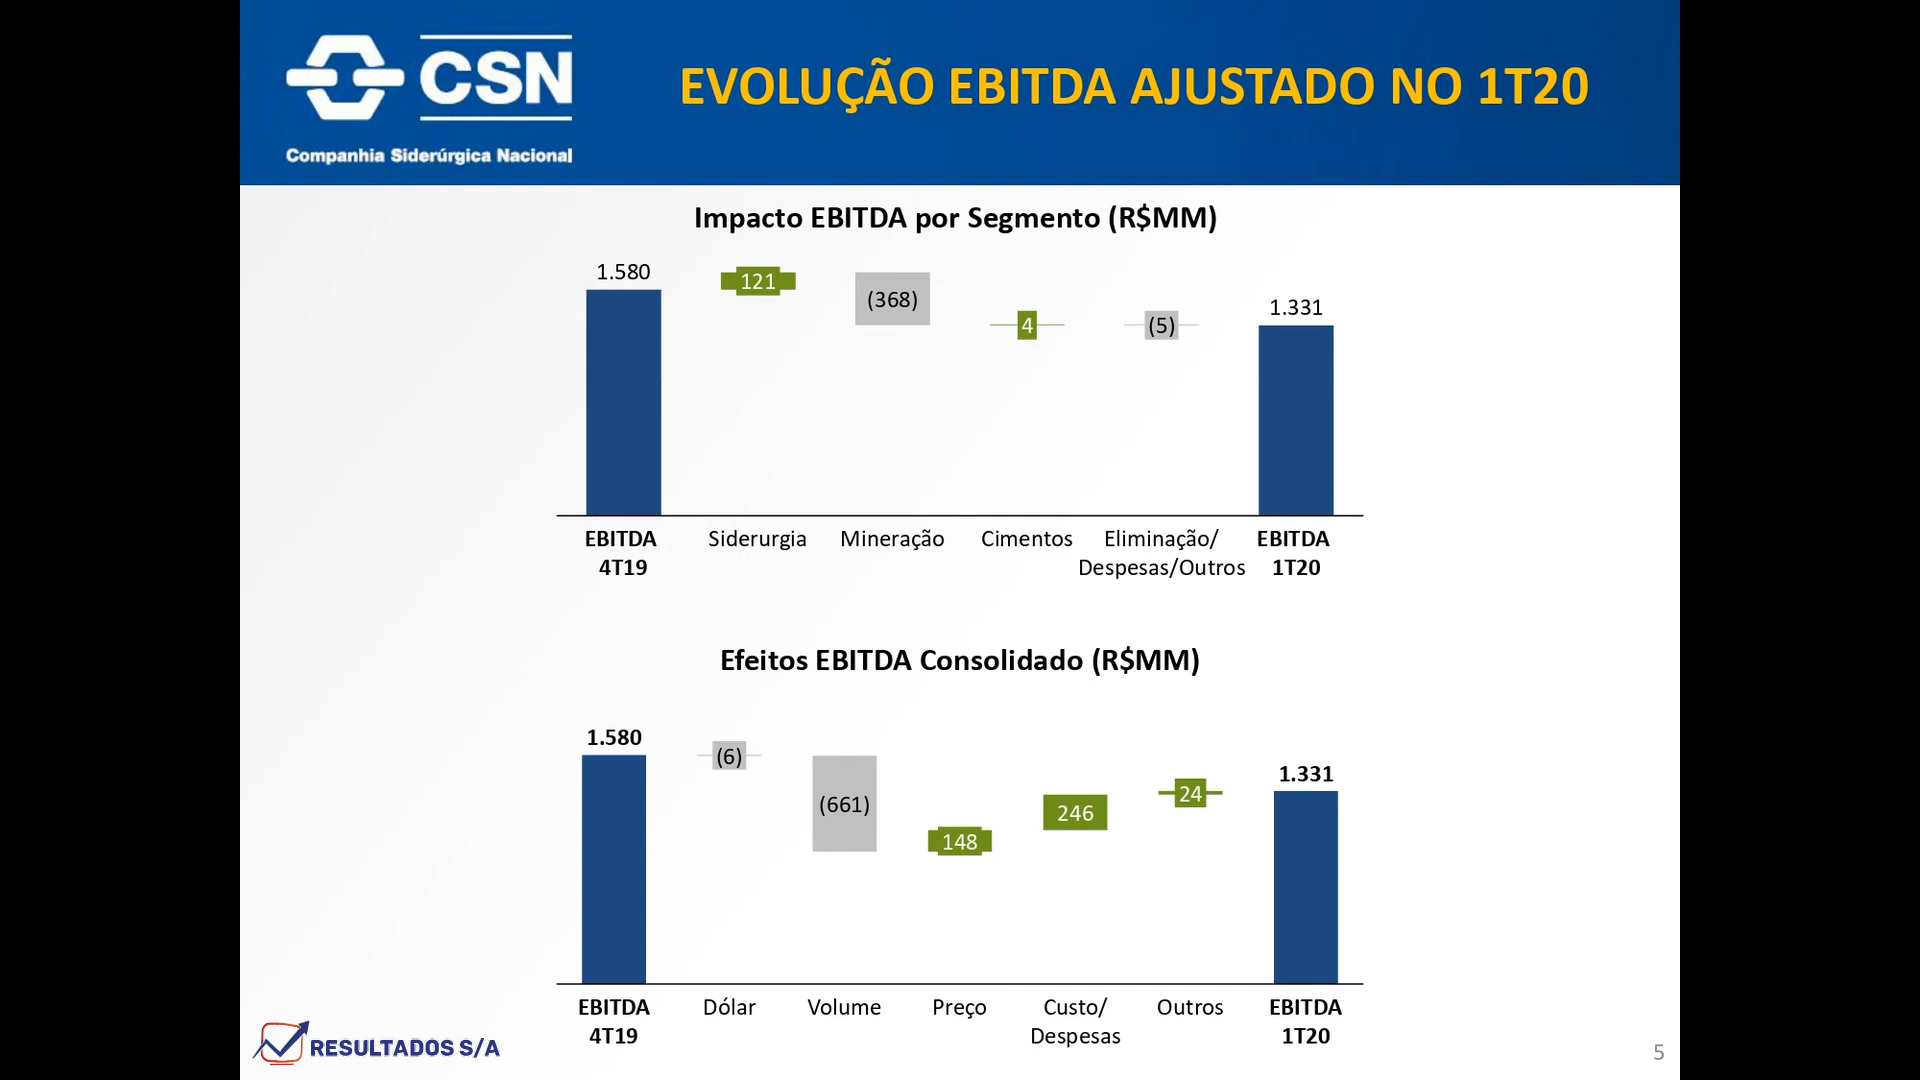 CSN
Companhia Siderúrgica Nacional
EVOLUÇÃO EBITDA AJUSTADO NO 1T20
Impacto EBITDA por Segmento (R$MM)
1.580
121
(368)
4
(5)
1.331
EBITDA 4T19
Siderurgia
Mineração
Cimentos
Eliminação/
Despesas/Outros
EBITDA 1T20
Efeitos EBITDA Consolidado (R$MM)
1.580
(6)
(661)
148
246
24
1.331
EBITDA 4T19
Dólar
Volume
Preço
Custo/
Despesas
Outros
EBITDA 1T20
RESULTADOS S/A
5